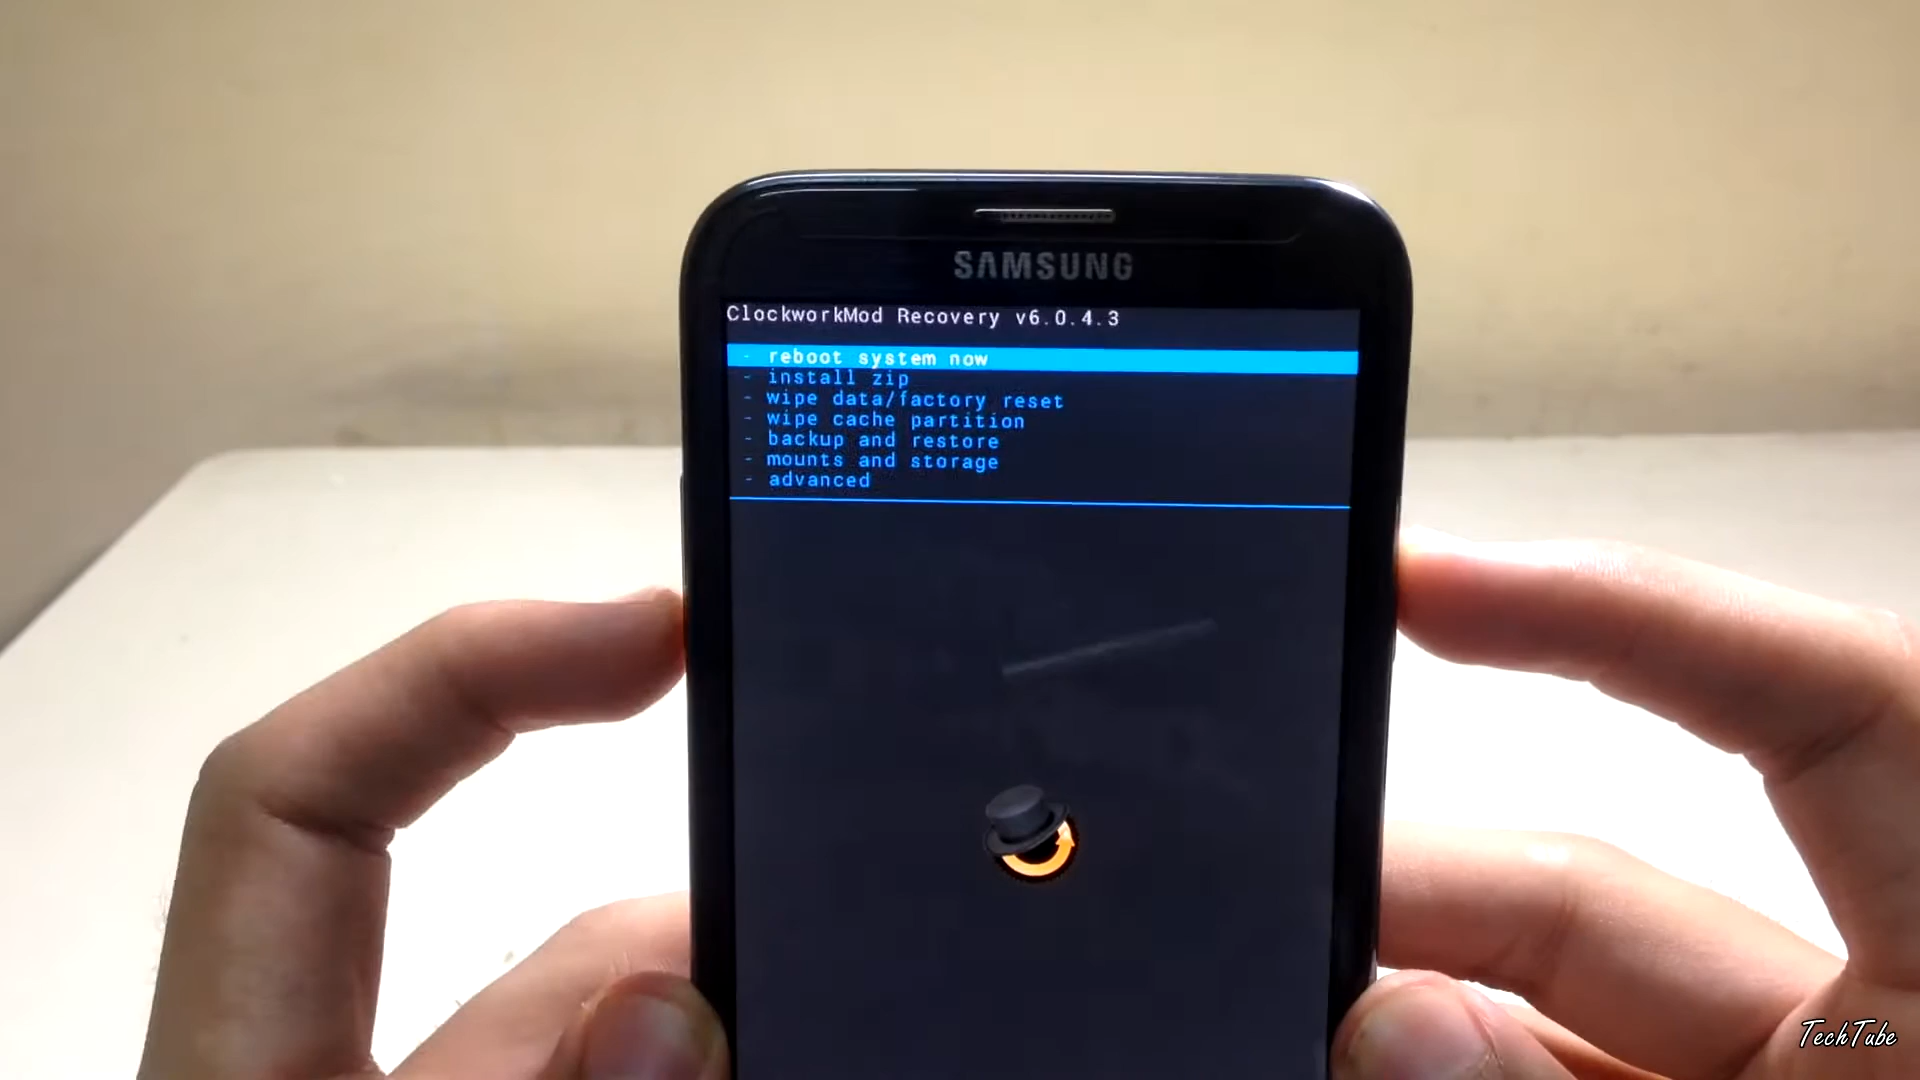 SAMSUNG
ClockworkMod Recovery v6.0.4.3
- reboot system now
- install zip
- wipe data/factory reset
- wipe cache partition
- backup and restore
- mounts and storage
- advanced
TechTube